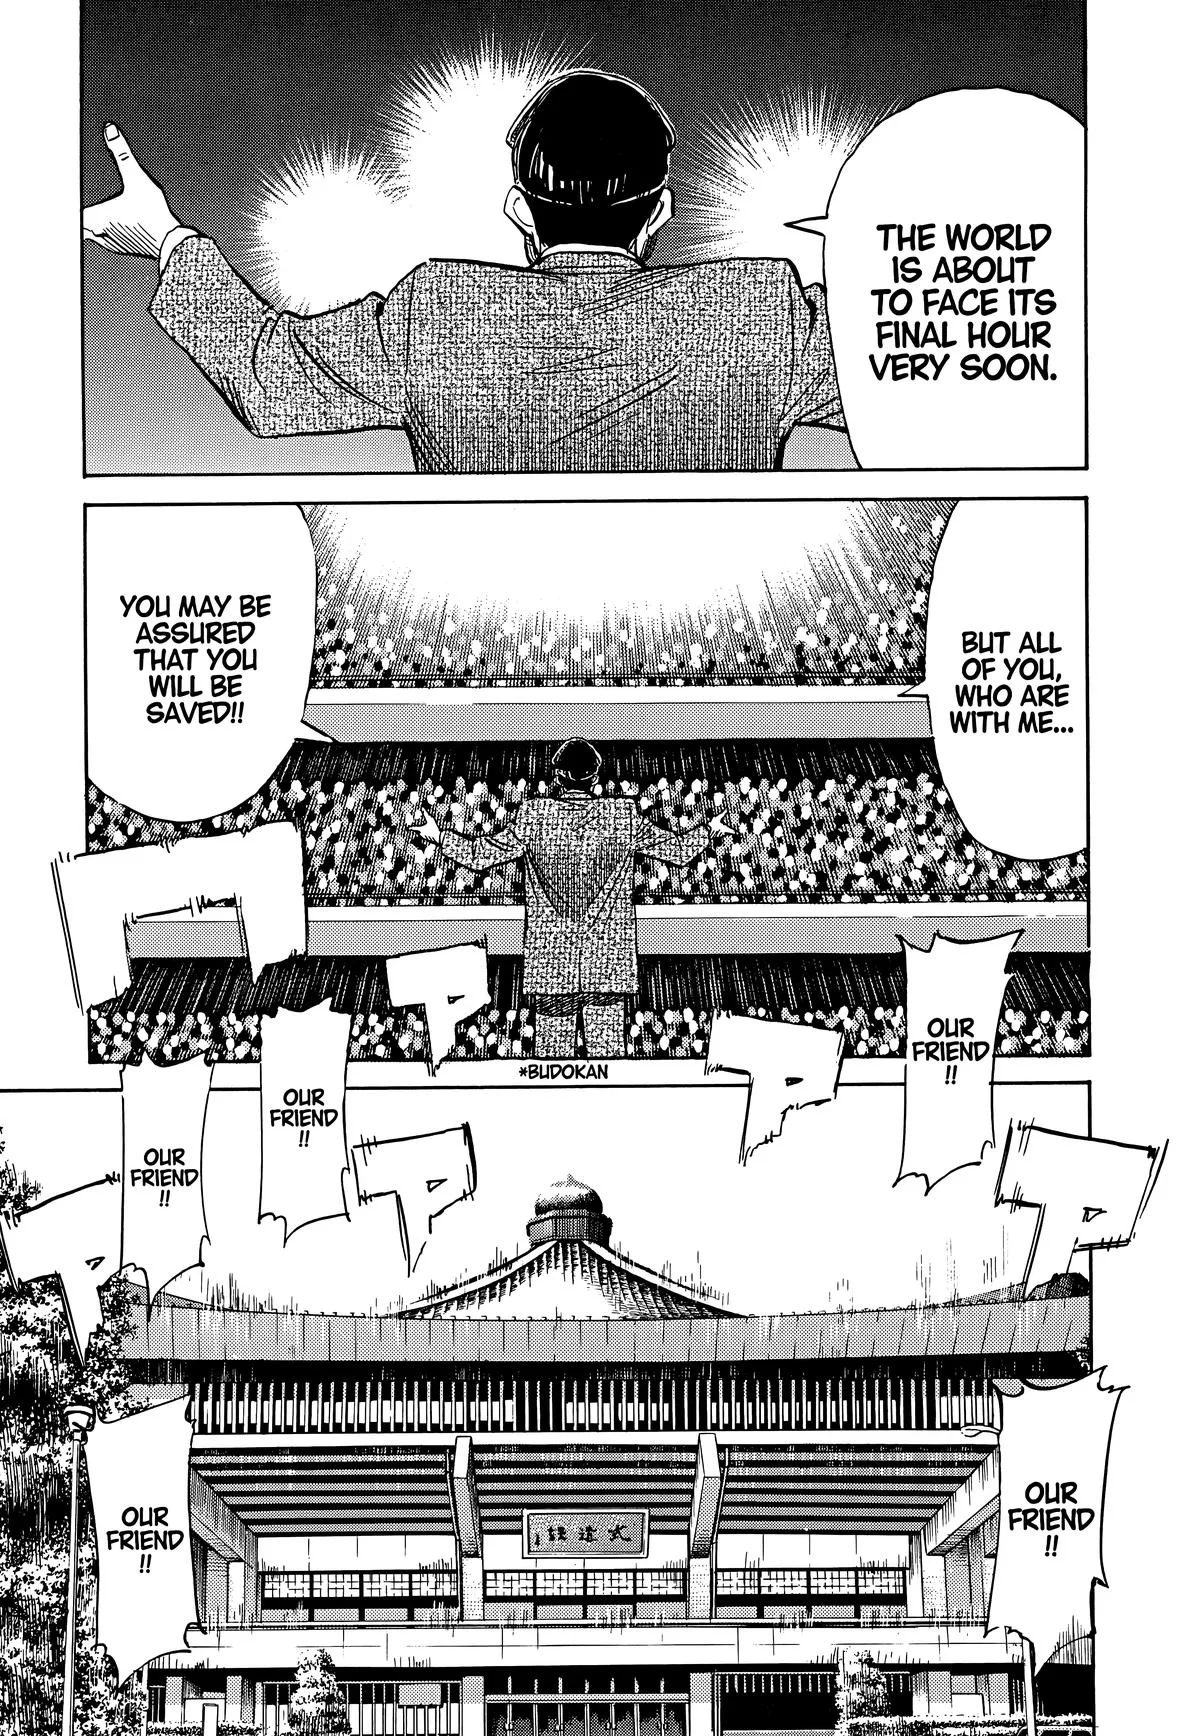 THE WORLD
IS ABOUT
TO FACE ITS
FINAL HOUR
VERY SOON.
BUT ALL
OF YOU,
WHO ARE
WITH ME...
YOU MAY BE
ASSURED
THAT YOU
WILL BE
SAVED!!
*BUDOKAN
OUR
FRIEND
!!
OUR
FRIEND
!!
OUR
FRIEND
!!
OUR
FRIEND
!!
OUR
FRIEND
!!